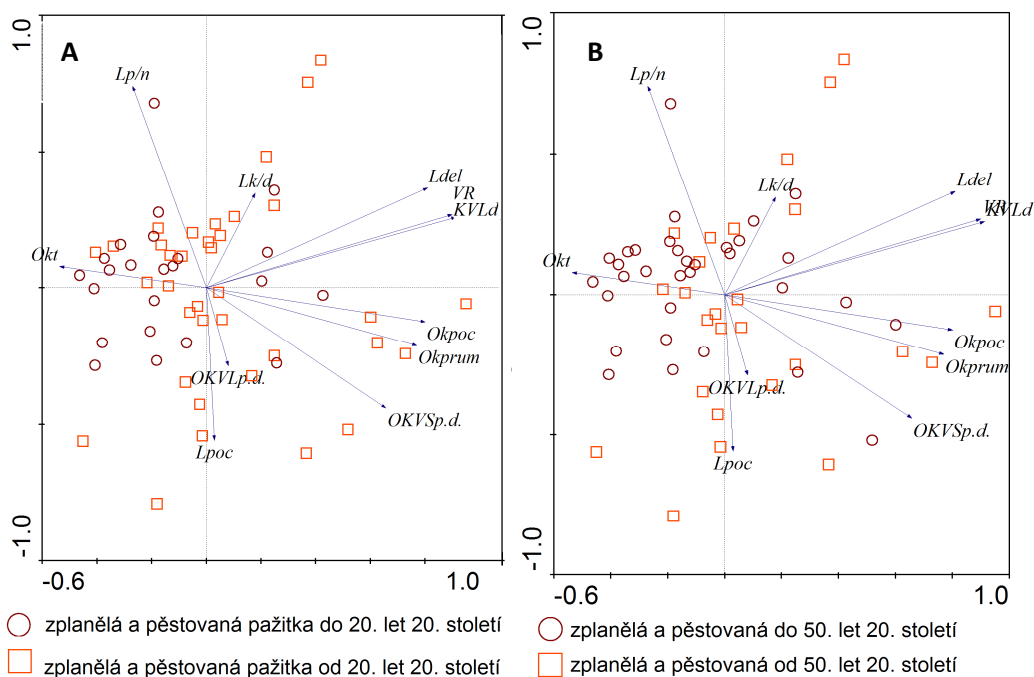 A
1.0
Lp/n
Lk/d
Ldel
VR
KVLd
Okt
Okpoc
Okprum
OKVLp.d.
OKVSp.d.
Lpoc
-1.0
-0.6
1.0
zplanělá a pěstovaná pažitka do 20. let 20. století
zplanělá a pěstovaná pažitka od 20. let 20. století
B
1.0
Lp/n
Lk/d
Ldel
VR
KVLd
Okt
Okpoc
Okprum
OKVLp.d.
OKVSp.d.
Lpoc
-1.0
-0.6
1.0
zplanělá a pěstovaná do 50. let 20. století
zplanělá a pěstovaná od 50. let 20. století